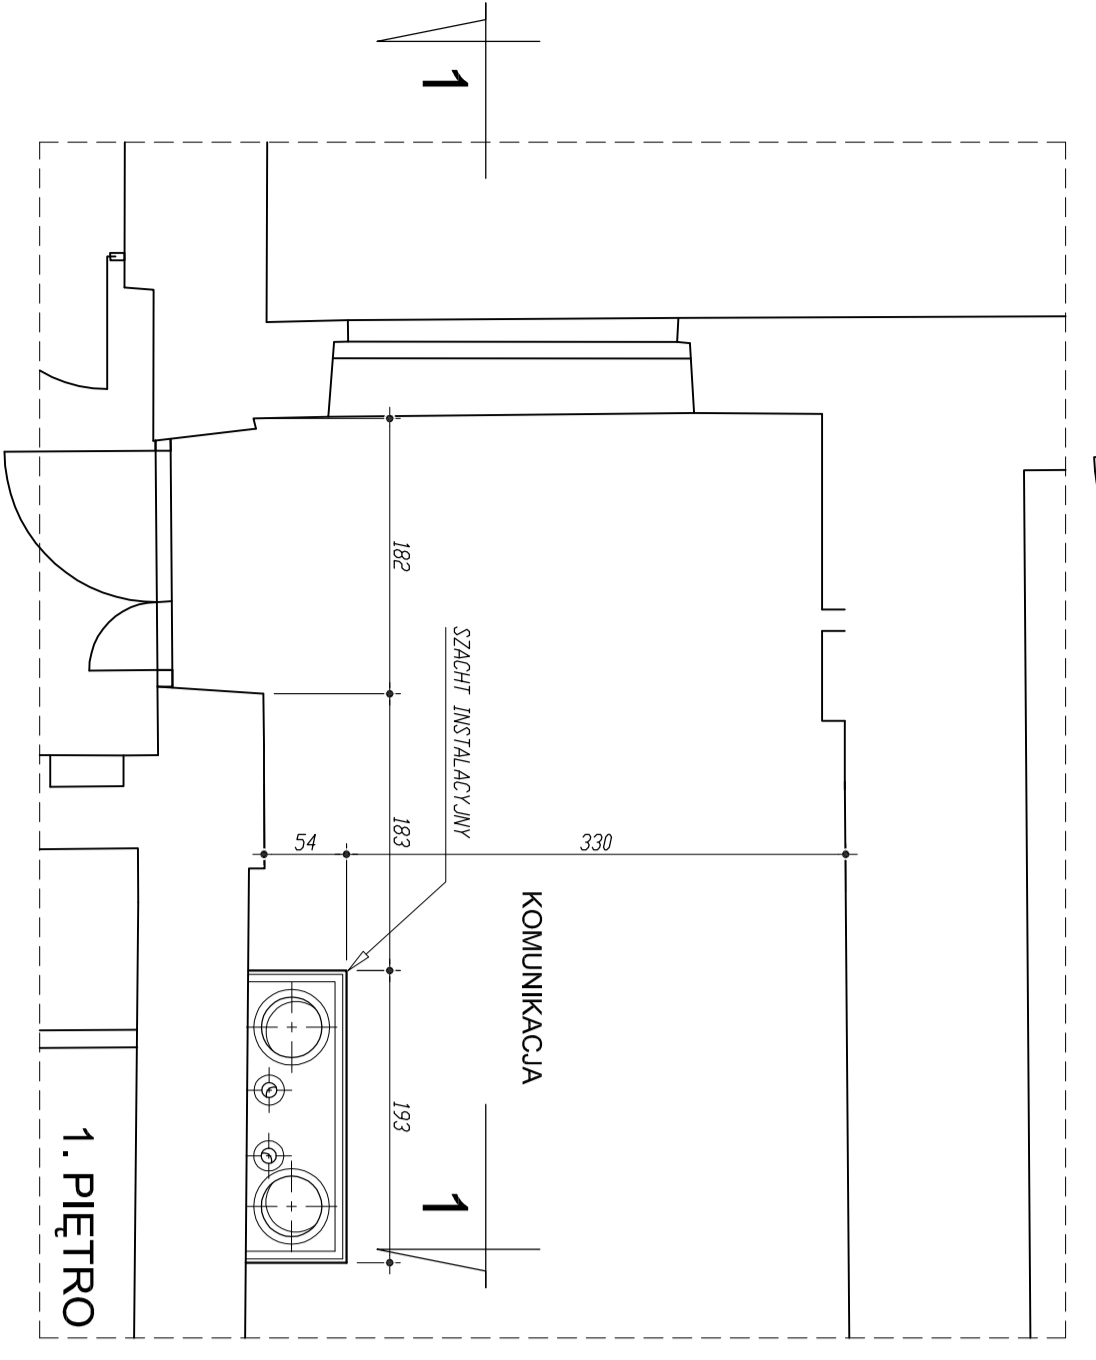 1
182
SZACHT INSTALACYJNY
183
54
330
KOMUNIKACJA
193
1
1. PIĘTRO